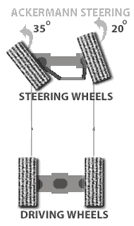 ACKERMANN STEERING
35° 20°
STEERING WHEELS
DRIVING WHEELS